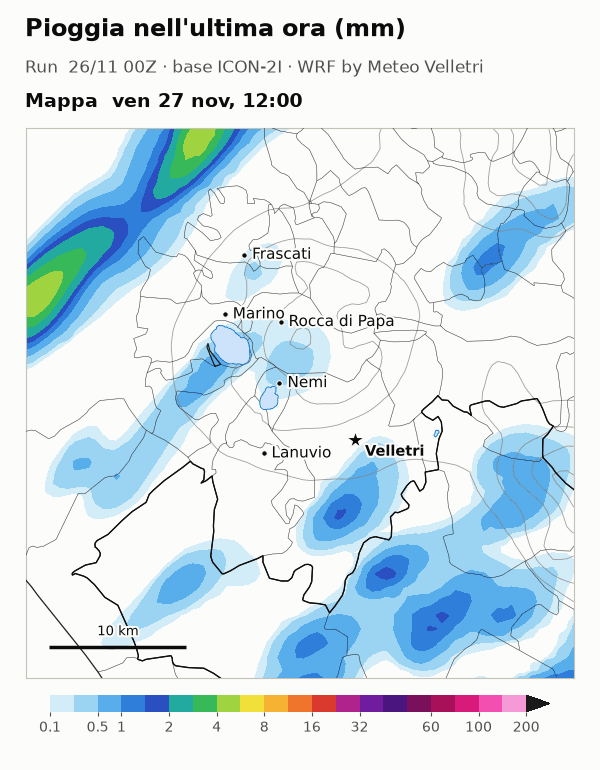 Pioggia nell'ultima ora (mm)
Run  26/11 00Z · base ICON-2I · WRF by Meteo Velletri
Mappa  ven 27 nov, 12:00
Frascati
Marino
Rocca di Papa
Nemi
Velletri
Lanuvio
10 km
0.1 0.5 1 2 4 8 16 32 60 100 200